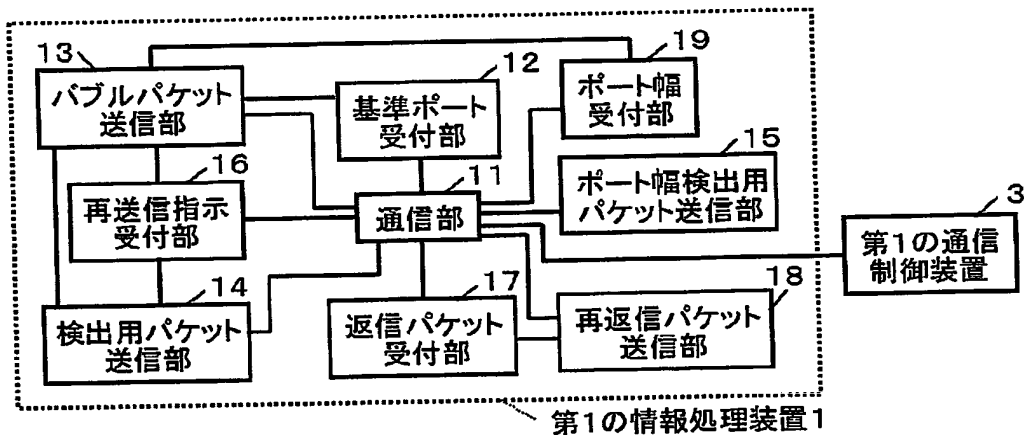 13
バブルパケット
送信部
12
基準ポート
受付部
19
ポート幅
受付部
16
再送信指示
受付部
11
通信部
15
ポート幅検出用
パケット送信部
3
第1の通信
制御装置
14
検出用パケット
送信部
17
返信パケット
受付部
18
再返信パケット
送信部
第1の情報処理装置1